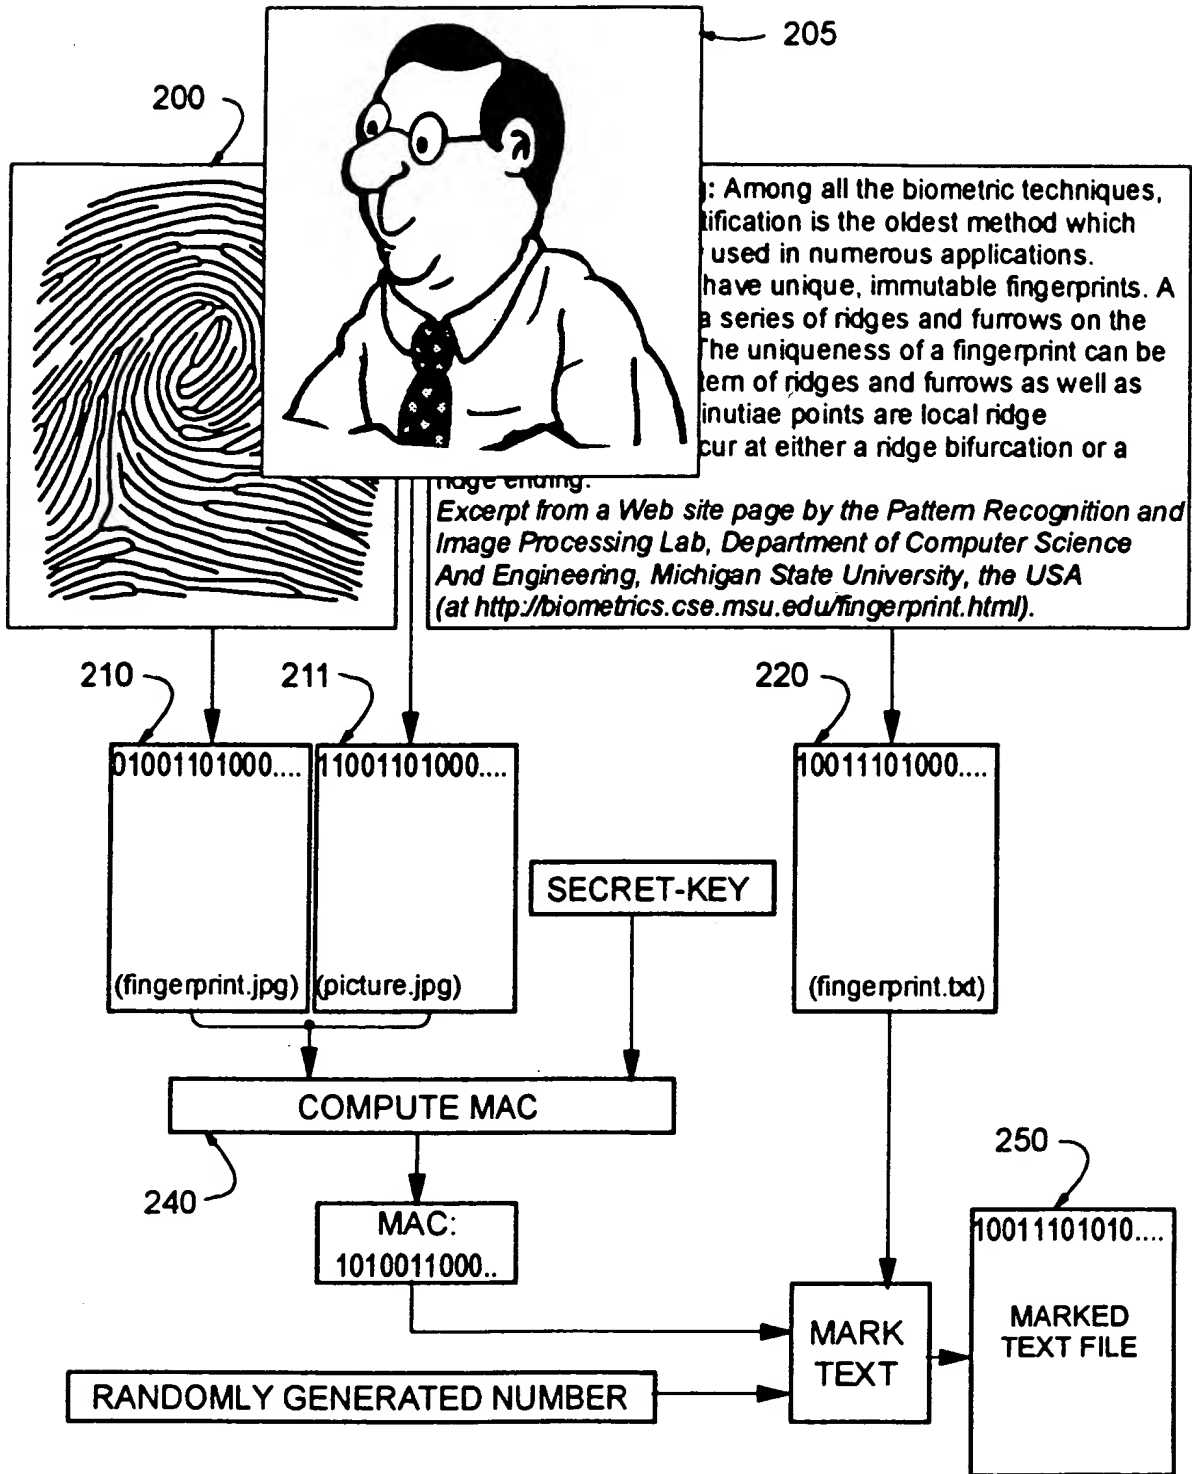 205
200
: Among all the biometric techniques,
tification is the oldest method which
used in numerous applications.
have unique, immutable fingerprints. A
a series of ridges and furrows on the
The uniqueness of a fingerprint can be
tern of ridges and furrows as well as
inutiae points are local ridge
cur at either a ridge bifurcation or a
ridge ending.
Excerpt from a Web site page by the Pattern Recognition and
Image Processing Lab, Department of Computer Science
And Engineering, Michigan State University, the USA
(at http://biometrics.cse.msu.edu/fingerprint.html).
210
211
220
01001101000....
11001101000....
10011101000....
SECRET-KEY
(fingerprint.jpg)
(picture.jpg)
(fingerprint.txt)
COMPUTE MAC
240
250
MAC:
1010011000..
10011101010....
MARKED
TEXT FILE
MARK
TEXT
RANDOMLY GENERATED NUMBER